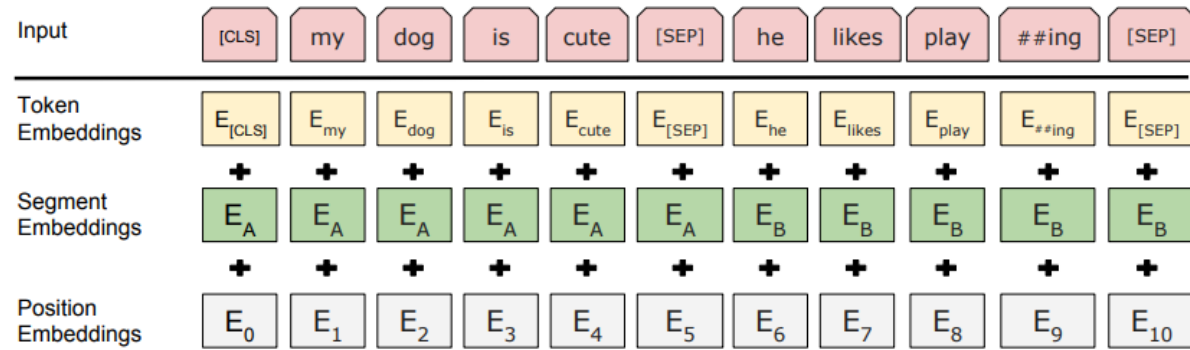 Input [CLS] my dog is cute [SEP] he likes play ##ing [SEP]
Token
Embeddings
E[CLS] Emy Edog Eis Ecute E[SEP] Ehe Elikes Eplay E##ing E[SEP]
+ + + + + + + + + + +
Segment
Embeddings
EA EA EA EA EA EA EB EB EB EB EB
+ + + + + + + + + + +
Position
Embeddings
E0 E1 E2 E3 E4 E5 E6 E7 E8 E9 E10